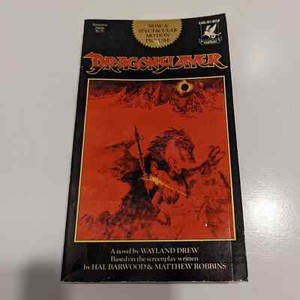 NOW A
SPECTACULAR
MOTION
PICTURE
DRAGONSLAYER
A novel by WAYLAND DREW
Based on the screenplay written
by HAL BARWOOD & MATTHEW ROBBINS